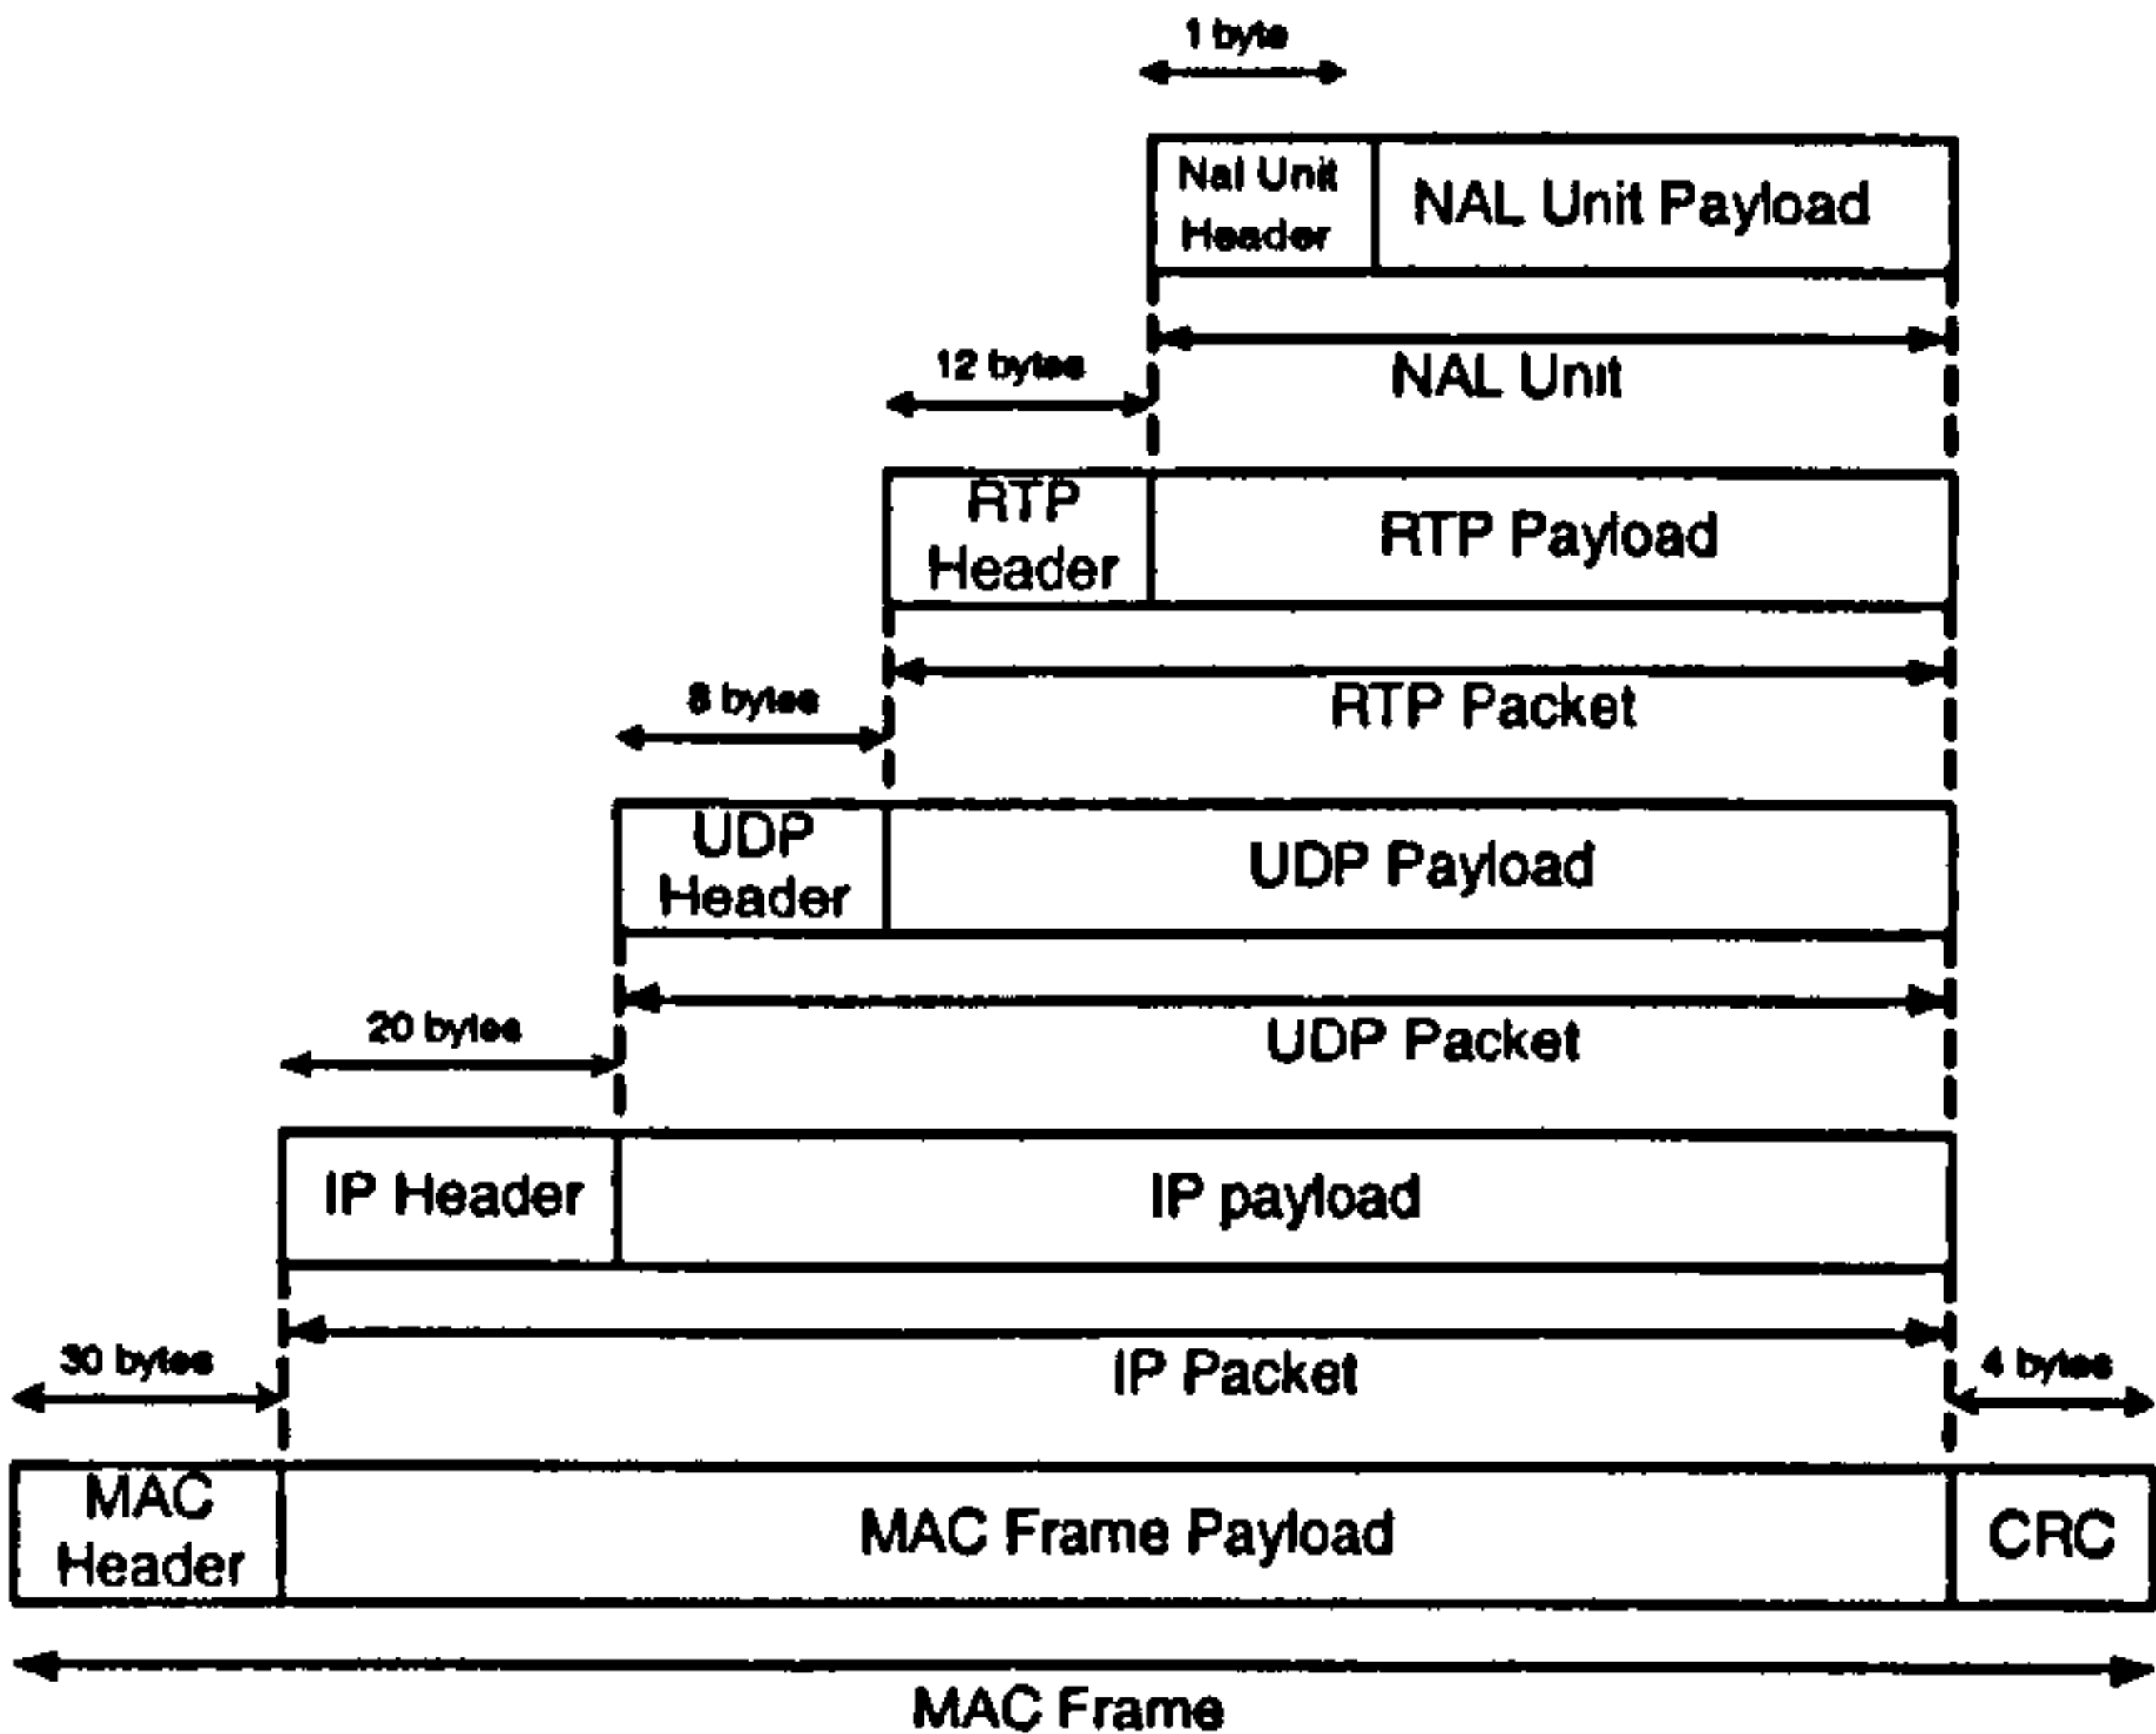 1 byte
Nal Unit
Header
NAL Unit Payload
NAL Unit
12 bytes
RTP
Header
RTP Payload
RTP Packet
8 bytes
UDP
Header
UDP Payload
UDP Packet
20 bytes
IP Header
IP payload
IP Packet
30 bytes
4 bytes
MAC
Header
MAC Frame Payload
CRC
MAC Frame